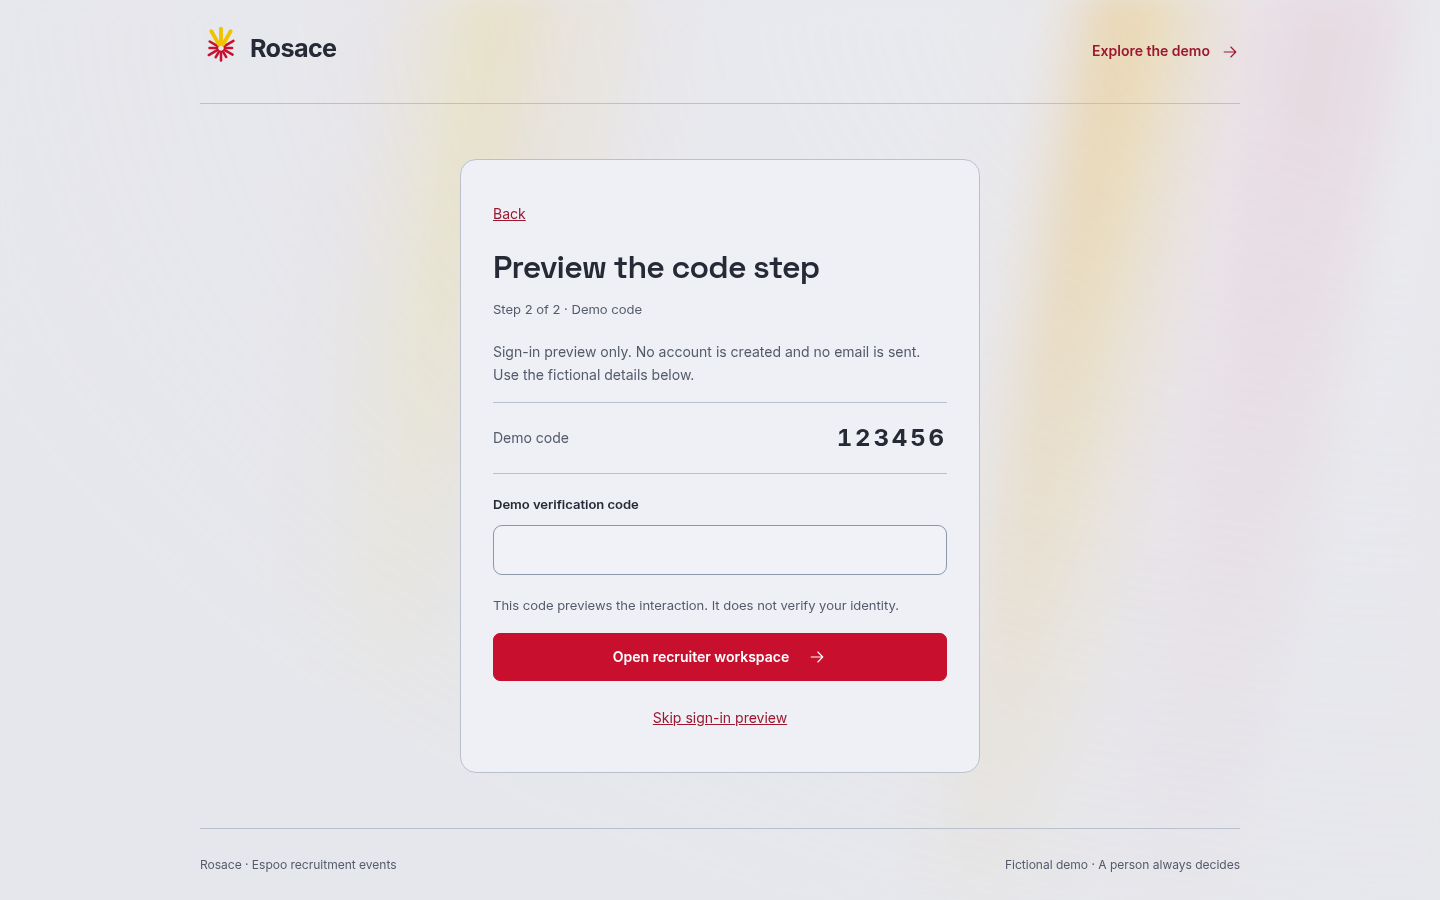 Rosace
Explore the demo
Back
Preview the code step
Step 2 of 2 · Demo code
Sign-in preview only. No account is created and no email is sent.
Use the fictional details below.
Demo code
123456
Demo verification code
This code previews the interaction. It does not verify your identity.
Open recruiter workspace
Skip sign-in preview
Rosace · Espoo recruitment events
Fictional demo · A person always decides